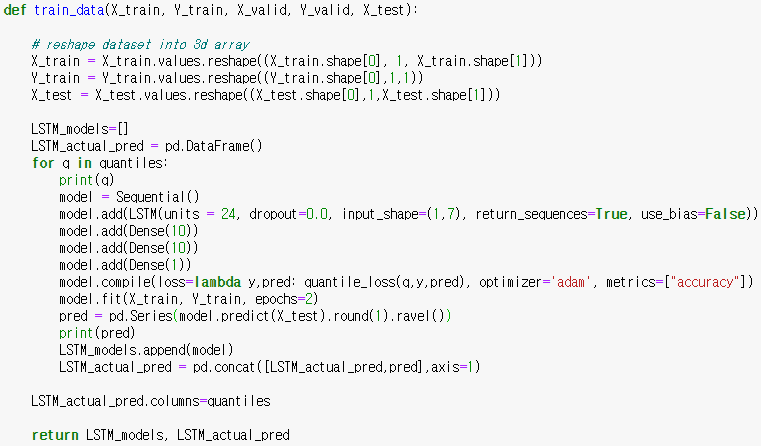 def train_data(X_train, Y_train, X_valid, Y_valid, X_test):
# reshape dataset into 3d array
X_train = X_train.values.reshape((X_train.shape[0], 1, X_train.shape[1]))
Y_train = Y_train.values.reshape((Y_train.shape[0],1,1))
X_test = X_test.values.reshape((X_test.shape[0],1,X_test.shape[1]))
LSTM_models=[]
LSTM_actual_pred = pd.DataFrame()
for q in quantiles:
print(q)
model = Sequential()
model.add(LSTM(units = 24, dropout=0.0, input_shape=(1,7), return_sequences=True, use_bias=False))
model.add(Dense(10))
model.add(Dense(10))
model.add(Dense(1))
model.compile(loss=lambda y,pred: quantile_loss(q,y,pred), optimizer='adam', metrics=["accuracy"])
model.fit(X_train, Y_train, epochs=2)
pred = pd.Series(model.predict(X_test).round(1).ravel())
print(pred)
LSTM_models.append(model)
LSTM_actual_pred = pd.concat([LSTM_actual_pred,pred],axis=1)
LSTM_actual_pred.columns=quantiles
return LSTM_models, LSTM_actual_pred